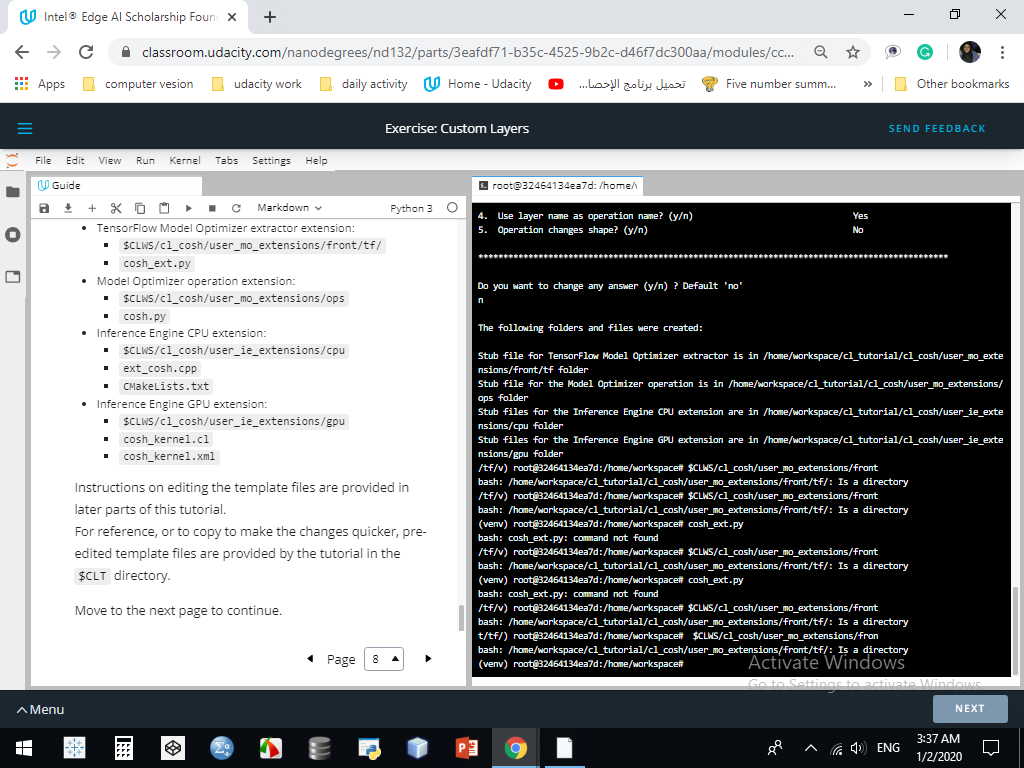 Intel® Edge AI Scholarship Foun
classroom.udacity.com/nanodegrees/nd132/parts/3eafdf71-b35c-4525-9b2c-d46f7dc300aa/modules/cc...
Apps
computer vesion
udacity work
daily activity
Home - Udacity
تحميل برنامج الإحصا...
Five number summ...
»
Other bookmarks
Exercise: Custom Layers
SEND FEEDBACK
File Edit View Run Kernel Tabs Settings Help
Guide
Markdown
Python 3
TensorFlow Model Optimizer extractor extension:
$CLWS/cl_cosh/user_mo_extensions/front/tf/
cosh_ext.py
Model Optimizer operation extension:
$CLWS/cl_cosh/user_mo_extensions/ops
cosh.py
Inference Engine CPU extension:
$CLWS/cl_cosh/user_ie_extensions/cpu
ext_cosh.cpp
CMakeLists.txt
Inference Engine GPU extension:
$CLWS/cl_cosh/user_ie_extensions/gpu
cosh_kernel.cl
cosh_kernel.xml
Instructions on editing the template files are provided in
later parts of this tutorial.
For reference, or to copy to make the changes quicker, pre-
edited template files are provided by the tutorial in the
$CLT directory.
Move to the next page to continue.
Page 8
root@32464134ea7d: /home/
4. Use layer name as operation name? (y/n) Yes
5. Operation changes shape? (y/n) No
**********************************************************************************************
Do you want to change any answer (y/n) ? Default 'no'
n
The following folders and files were created:
Stub file for TensorFlow Model Optimizer extractor is in /home/workspace/cl_tutorial/cl_cosh/user_mo_exte
nsions/front/tf folder
Stub file for the Model Optimizer operation is in /home/workspace/cl_tutorial/cl_cosh/user_mo_extensions/
ops folder
Stub files for the Inference Engine CPU extension are in /home/workspace/cl_tutorial/cl_cosh/user_ie_exte
nsions/cpu folder
Stub files for the Inference Engine GPU extension are in /home/workspace/cl_tutorial/cl_cosh/user_ie_exte
nsions/gpu folder
/tf/v) root@32464134ea7d:/home/workspace# $CLWS/cl_cosh/user_mo_extensions/front
bash: /home/workspace/cl_tutorial/cl_cosh/user_mo_extensions/front/tf/: Is a directory
/tf/v) root@32464134ea7d:/home/workspace# $CLWS/cl_cosh/user_mo_extensions/front
bash: /home/workspace/cl_tutorial/cl_cosh/user_mo_extensions/front/tf/: Is a directory
(venv) root@32464134ea7d:/home/workspace# cosh_ext.py
bash: cosh_ext.py: command not found
/tf/v) root@32464134ea7d:/home/workspace# $CLWS/cl_cosh/user_mo_extensions/front
bash: /home/workspace/cl_tutorial/cl_cosh/user_mo_extensions/front/tf/: Is a directory
(venv) root@32464134ea7d:/home/workspace# cosh_ext.py
bash: cosh_ext.py: command not found
/tf/v) root@32464134ea7d:/home/workspace# $CLWS/cl_cosh/user_mo_extensions/front
bash: /home/workspace/cl_tutorial/cl_cosh/user_mo_extensions/front/tf/: Is a directory
t/tf/) root@32464134ea7d:/home/workspace#  $CLWS/cl_cosh/user_mo_extensions/fron
bash: /home/workspace/cl_tutorial/cl_cosh/user_mo_extensions/front/tf/: Is a directory
(venv) root@32464134ea7d:/home/workspace#
Activate Windows
Go to Settings to activate Windows.
Menu
NEXT
ENG
3:37 AM
1/2/2020